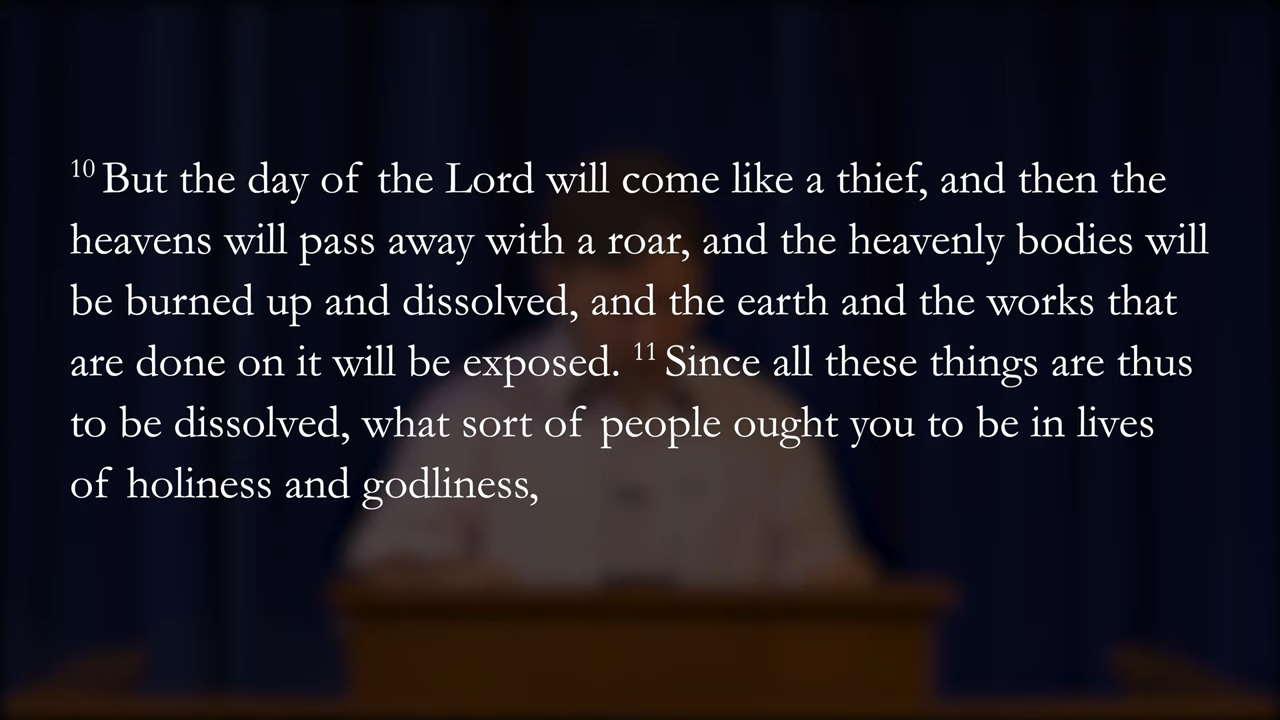 10 But the day of the Lord will come like a thief, and then the
heavens will pass away with a roar, and the heavenly bodies will
be burned up and dissolved, and the earth and the works that
are done on it will be exposed. 11 Since all these things are thus
to be dissolved, what sort of people ought you to be in lives
of holiness and godliness,